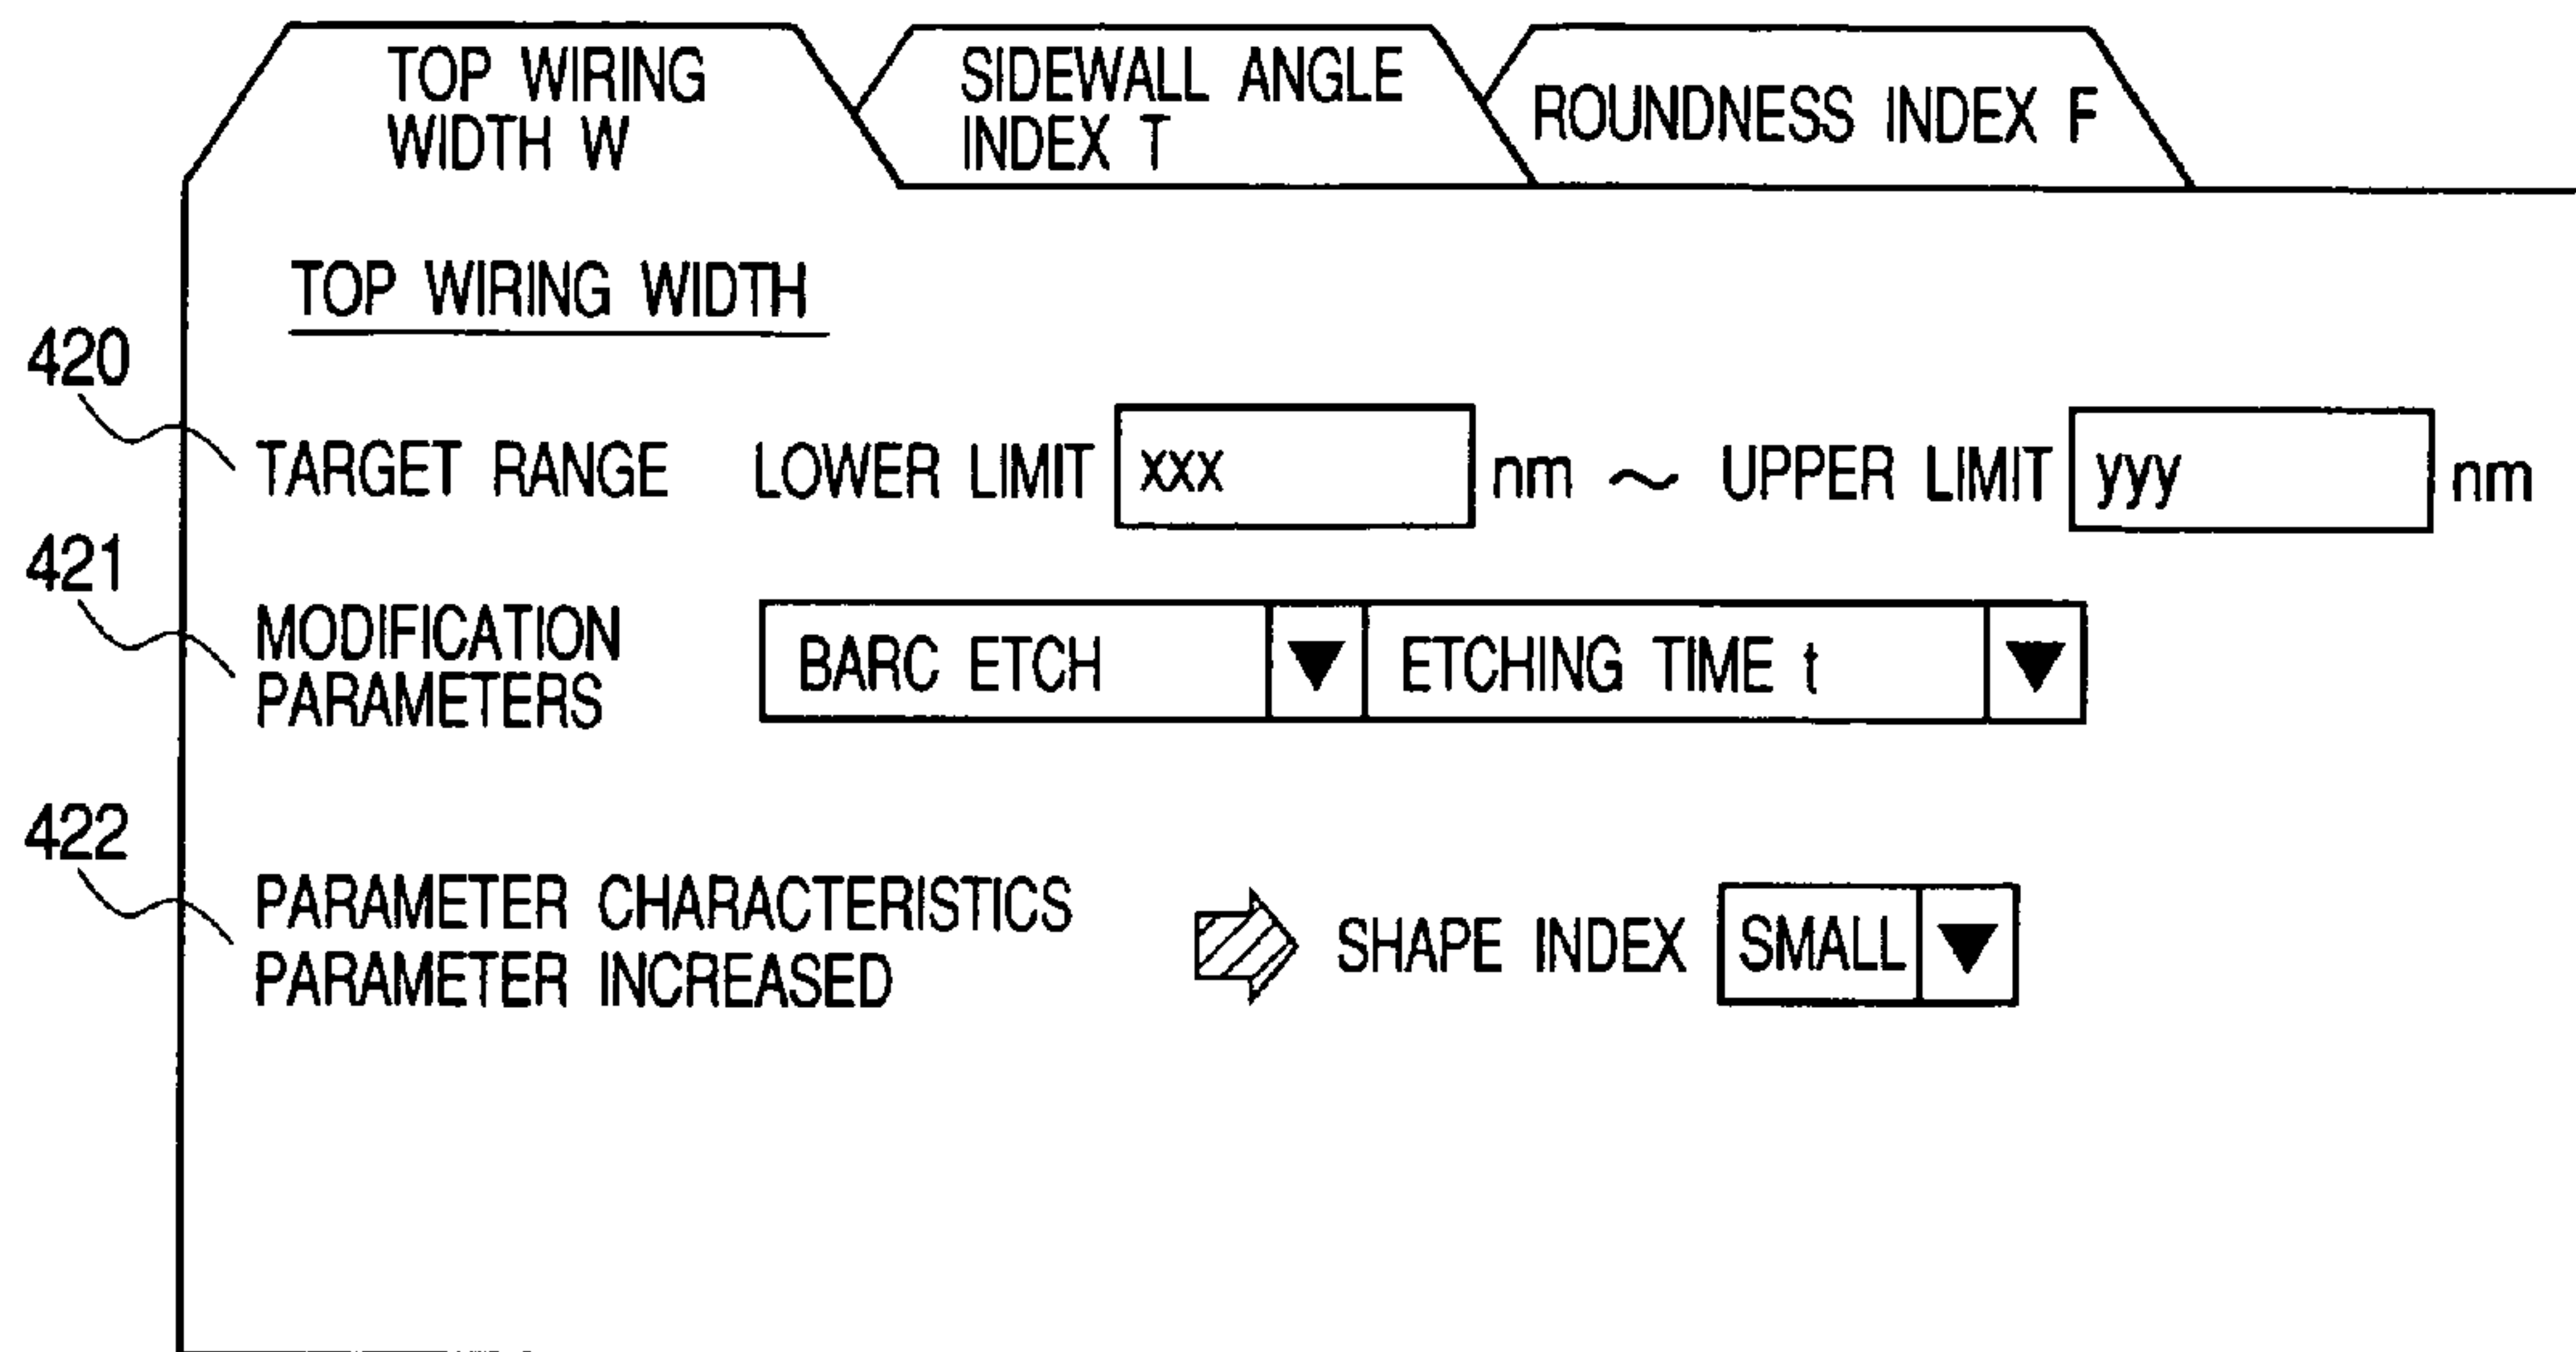 TOP WIRING
WIDTH W
SIDEWALL ANGLE
INDEX T
ROUNDNESS INDEX F
TOP WIRING WIDTH
420
TARGET RANGE LOWER LIMIT xxx nm ~ UPPER LIMIT yyy nm
421
MODIFICATION
PARAMETERS
BARC ETCH ▼ ETCHING TIME t ▼
422
PARAMETER CHARACTERISTICS
PARAMETER INCREASED
SHAPE INDEX SMALL ▼